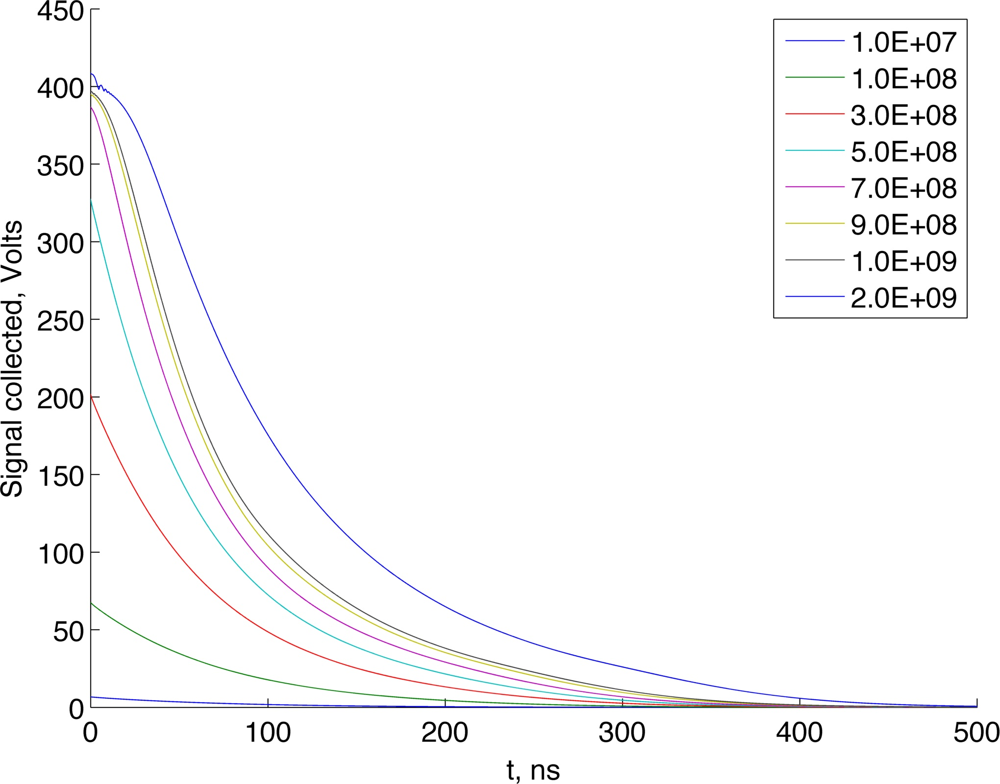 450
400
350
300
250
200
150
100
50
0
Signal collected, Volts
0 100 200 300 400 500
t, ns
1.0E+07
1.0E+08
3.0E+08
5.0E+08
7.0E+08
9.0E+08
1.0E+09
2.0E+09